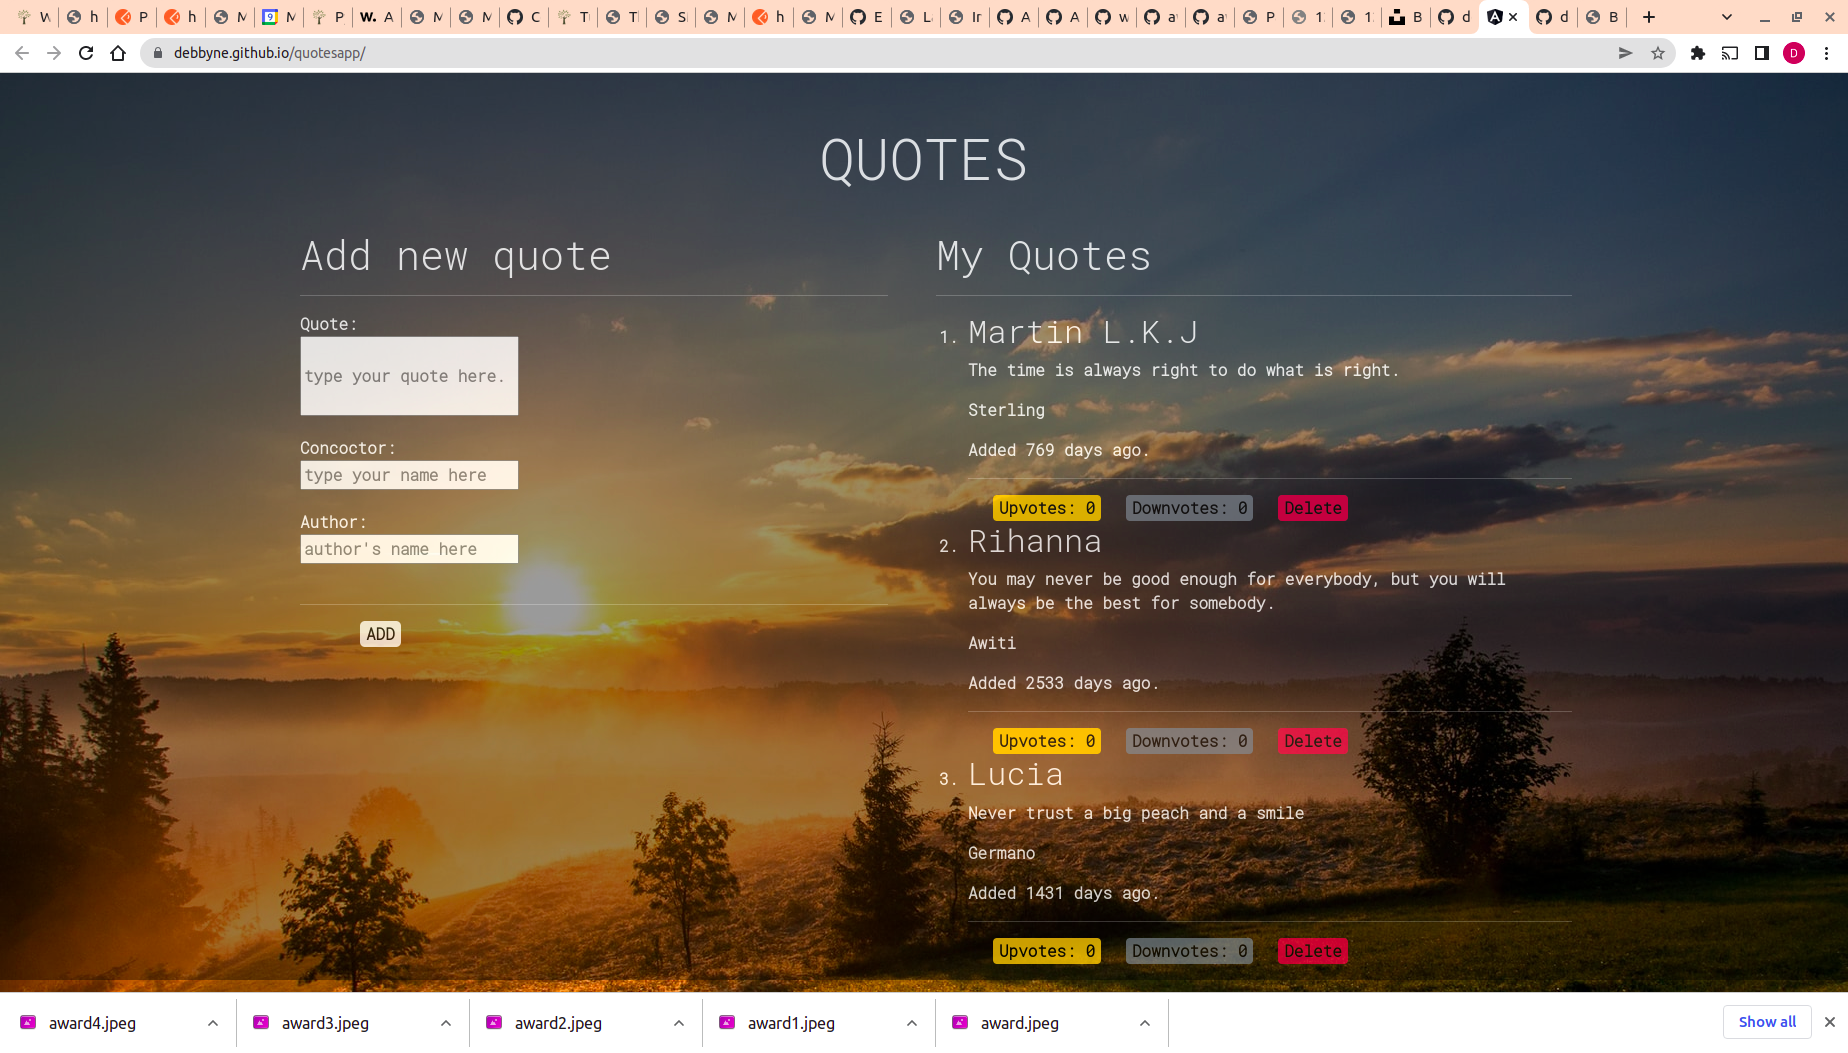 debbyne.github.io/quotesapp/
D
QUOTES
Add new quote
Quote:
type your quote here.
Concoctor:
type your name here
Author:
author's name here
ADD
My Quotes
1. Martin L.K.J
The time is always right to do what is right.
Sterling
Added 769 days ago.
Upvotes: 0 Downvotes: 0 Delete
2. Rihanna
You may never be good enough for everybody, but you will
always be the best for somebody.
Awiti
Added 2533 days ago.
Upvotes: 0 Downvotes: 0 Delete
3. Lucia
Never trust a big peach and a smile
Germano
Added 1431 days ago.
Upvotes: 0 Downvotes: 0 Delete
award4.jpeg award3.jpeg award2.jpeg award1.jpeg award.jpeg Show all